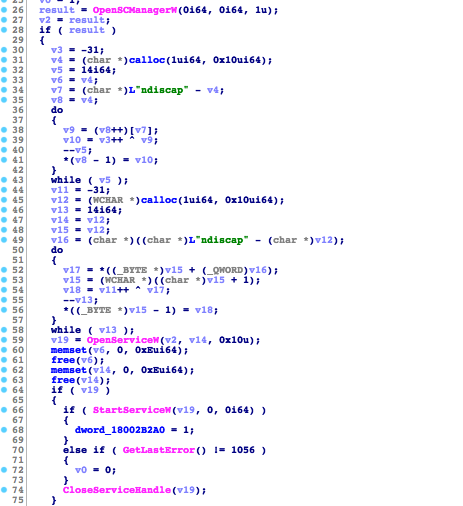 26 result = OpenSCManagerW(0i64, 0i64, 1u);
27 v2 = result;
28 if ( result )
29 {
30 v3 = -31;
31 v4 = (char *)calloc(1ui64, 0x10ui64);
32 v5 = 14i64;
33 v6 = v4;
34 v7 = (char *)L"ndiscap" - v4;
35 v8 = v4;
36 do
37 {
38 v9 = (v8++)[v7];
39 v10 = v3++ ^ v9;
40 --v5;
41 *(v8 - 1) = v10;
42 }
43 while ( v5 );
44 v11 = -31;
45 v12 = (WCHAR *)calloc(1ui64, 0x10ui64);
46 v13 = 14i64;
47 v14 = v12;
48 v15 = v12;
49 v16 = (char *)((char *)L"ndiscap" - (char *)v12);
50 do
51 {
52 v17 = *((_BYTE *)v15 + (_QWORD)v16);
53 v15 = (WCHAR *)((char *)v15 + 1);
54 v18 = v11++ ^ v17;
55 --v13;
56 *((_BYTE *)v15 - 1) = v18;
57 }
58 while ( v13 );
59 v19 = OpenServiceW(v2, v14, 0x10u);
60 memset(v6, 0, 0xEui64);
61 free(v6);
62 memset(v14, 0, 0xEui64);
63 free(v14);
64 if ( v19 )
65 {
66 if ( StartServiceW(v19, 0, 0i64) )
67 {
68 dword_18002B2A0 = 1;
69 }
70 else if ( GetLastError() != 1056 )
71 {
72 v0 = 0;
73 }
74 CloseServiceHandle(v19);
75 }